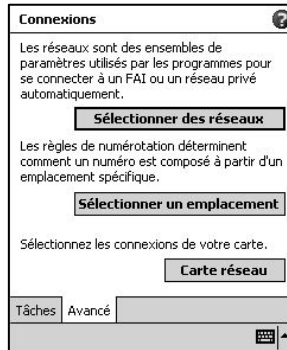 Connexions
Les réseaux sont des ensembles de
paramètres utilisés par les programmes pour
se connecter à un FAI ou un réseau privé
automatiquement.
Sélectionner des réseaux
Les règles de numérotation déterminent
comment un numéro est composé à partir d'un
emplacement spécifique.
Sélectionner un emplacement
Sélectionnez les connexions de votre carte.
Carte réseau
Tâches Avancé